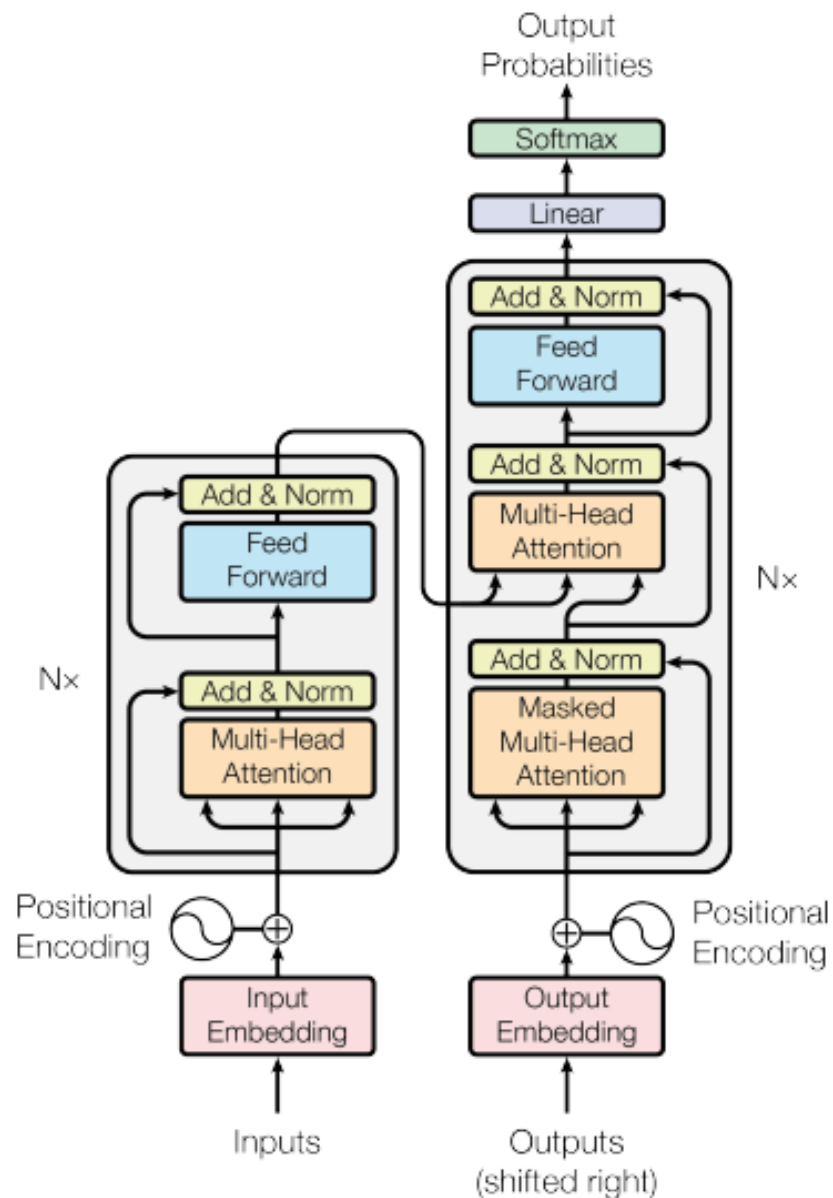 Output
Probabilities
Softmax
Linear
Add & Norm
Feed
Forward
Add & Norm
Multi-Head
Attention
Nx
Add & Norm
Masked
Multi-Head
Attention
Positional
Encoding
Output
Embedding
Outputs
(shifted right)
Add & Norm
Feed
Forward
Nx
Add & Norm
Multi-Head
Attention
Positional
Encoding
Input
Embedding
Inputs